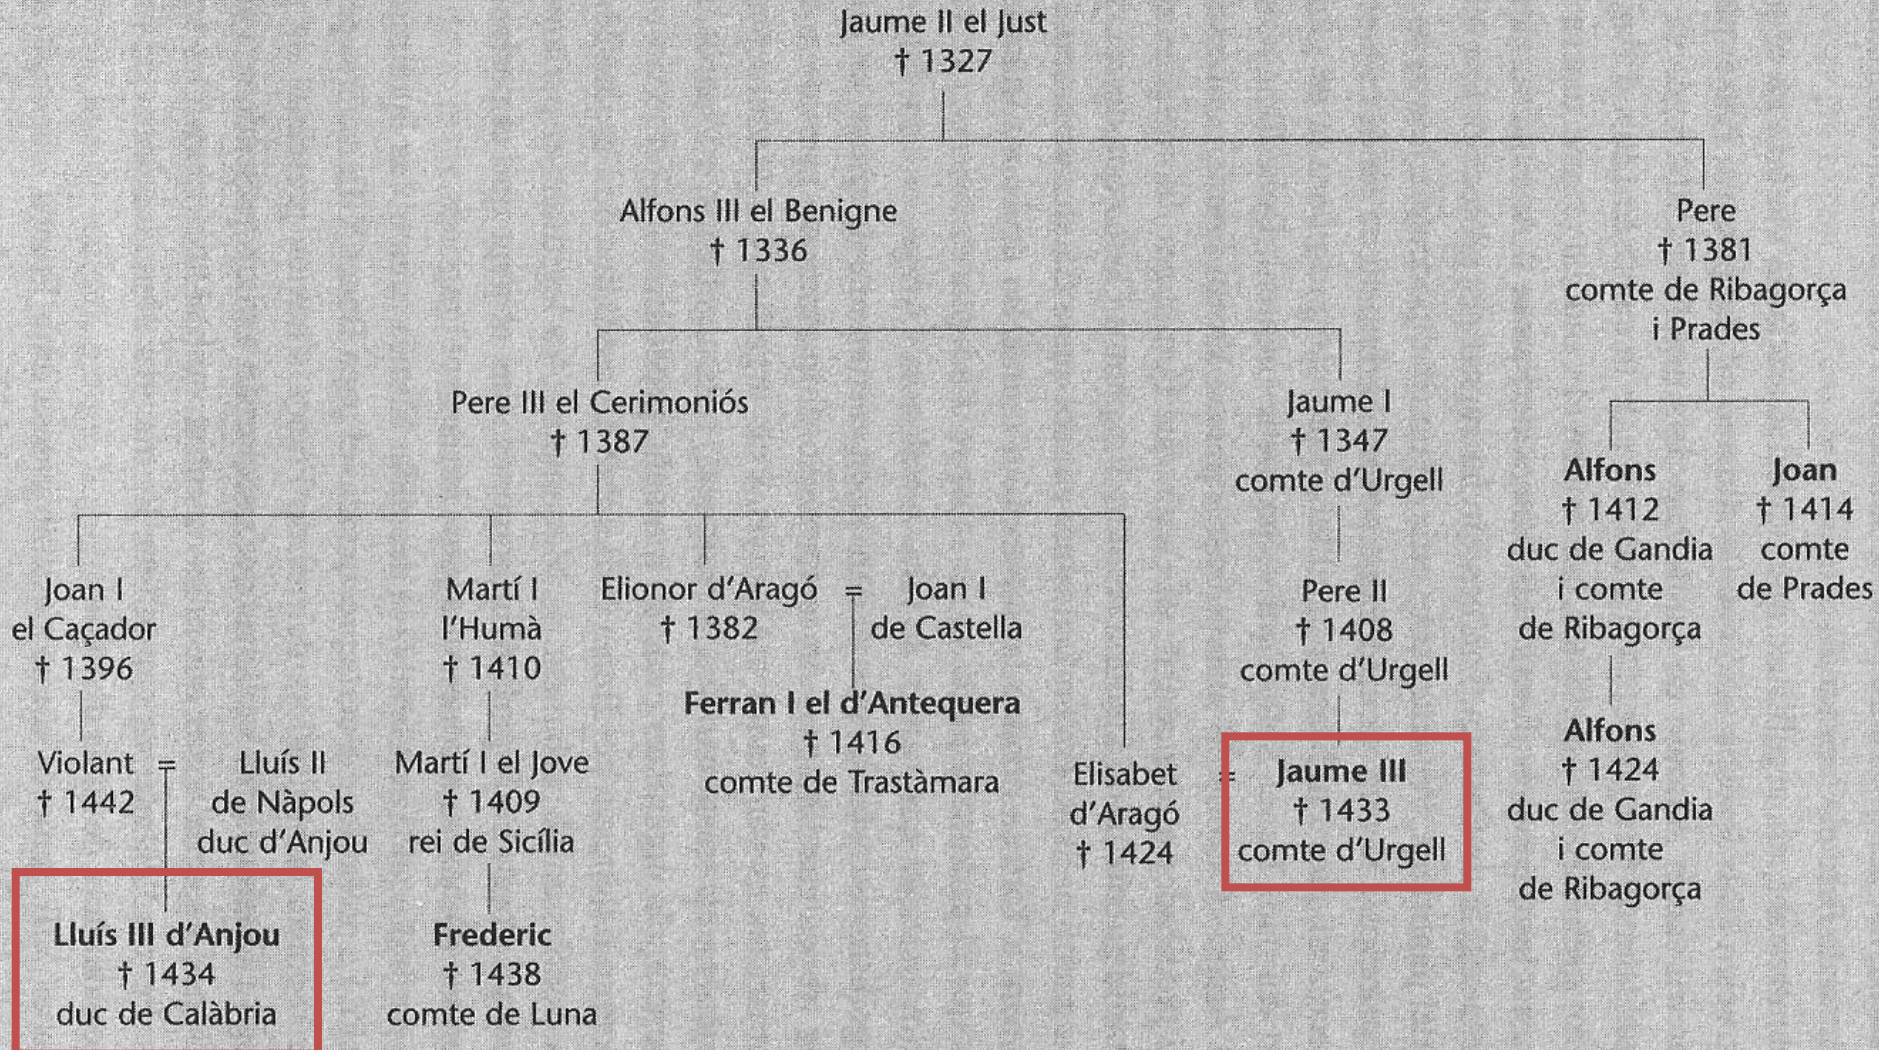 Jaume II el Just
† 1327
Alfons III el Benigne
† 1336
Pere
† 1381
comte de Ribagorça
i Prades
Pere III el Cerimoniós
† 1387
Jaume I
† 1347
comte d'Urgell
Alfons
† 1412
duc de Gandia
i comte
de Ribagorça
Joan
† 1414
comte
de Prades
Joan I
el Caçador
† 1396
Martí I
l'Humà
† 1410
Elionor d'Aragó =
† 1382
Joan I
de Castella
Pere II
† 1408
comte d'Urgell
Ferran I el d'Antequera
† 1416
comte de Trastàmara
Violant =
† 1442
Lluís II
de Nàpols
duc d'Anjou
Martí I el Jove
† 1409
rei de Sicília
Elisabet =
d'Aragó
† 1424
Jaume III
† 1433
comte d'Urgell
Alfons
† 1424
duc de Gandia
i comte
de Ribagorça
Lluís III d'Anjou
† 1434
duc de Calàbria
Frederic
† 1438
comte de Luna